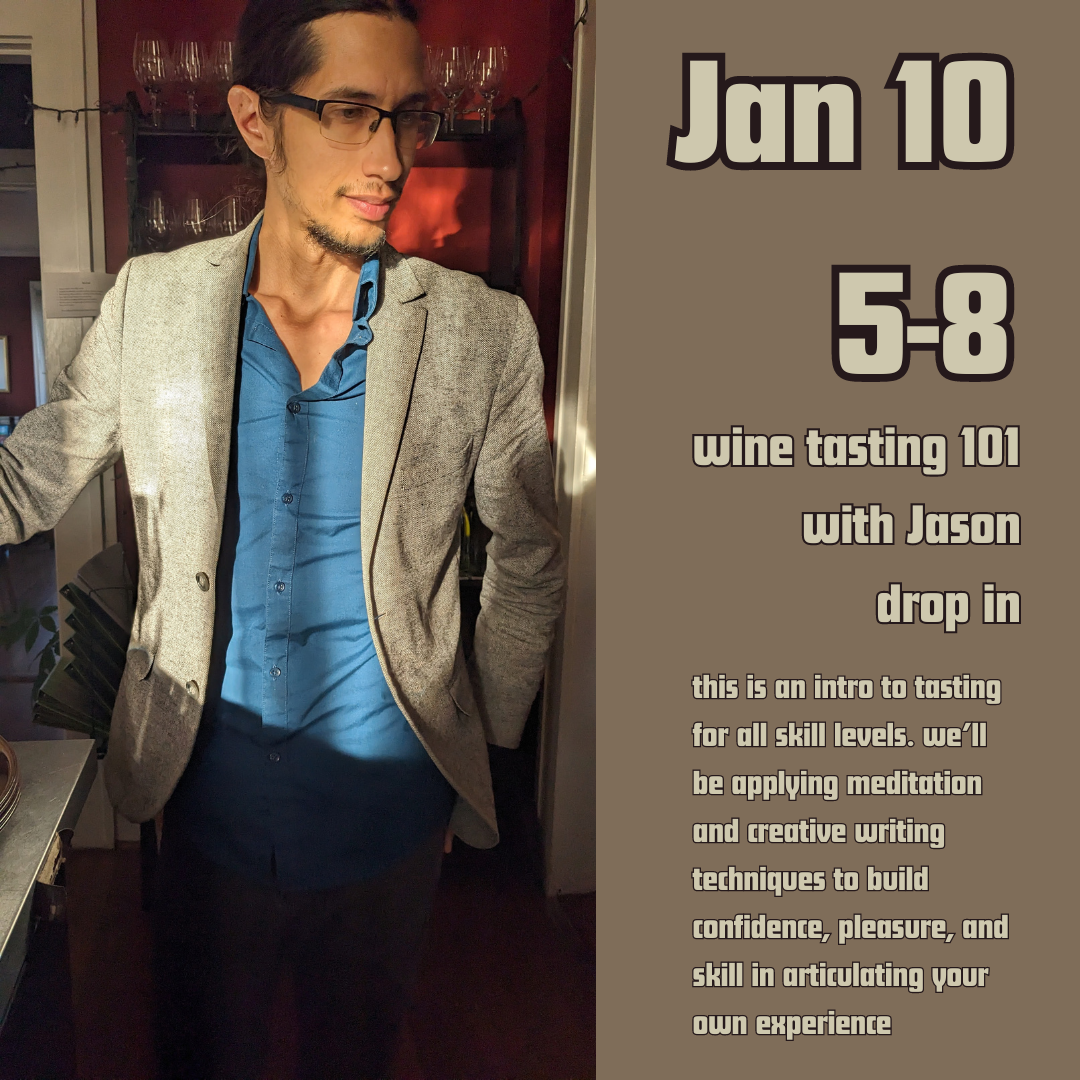 Jan 10
5-8
wine tasting 101
with Jason
drop in
this is an intro to tasting
for all skill levels. we’ll
be applying meditation
and creative writing
techniques to build
confidence, pleasure, and
skill in articulating your
own experience